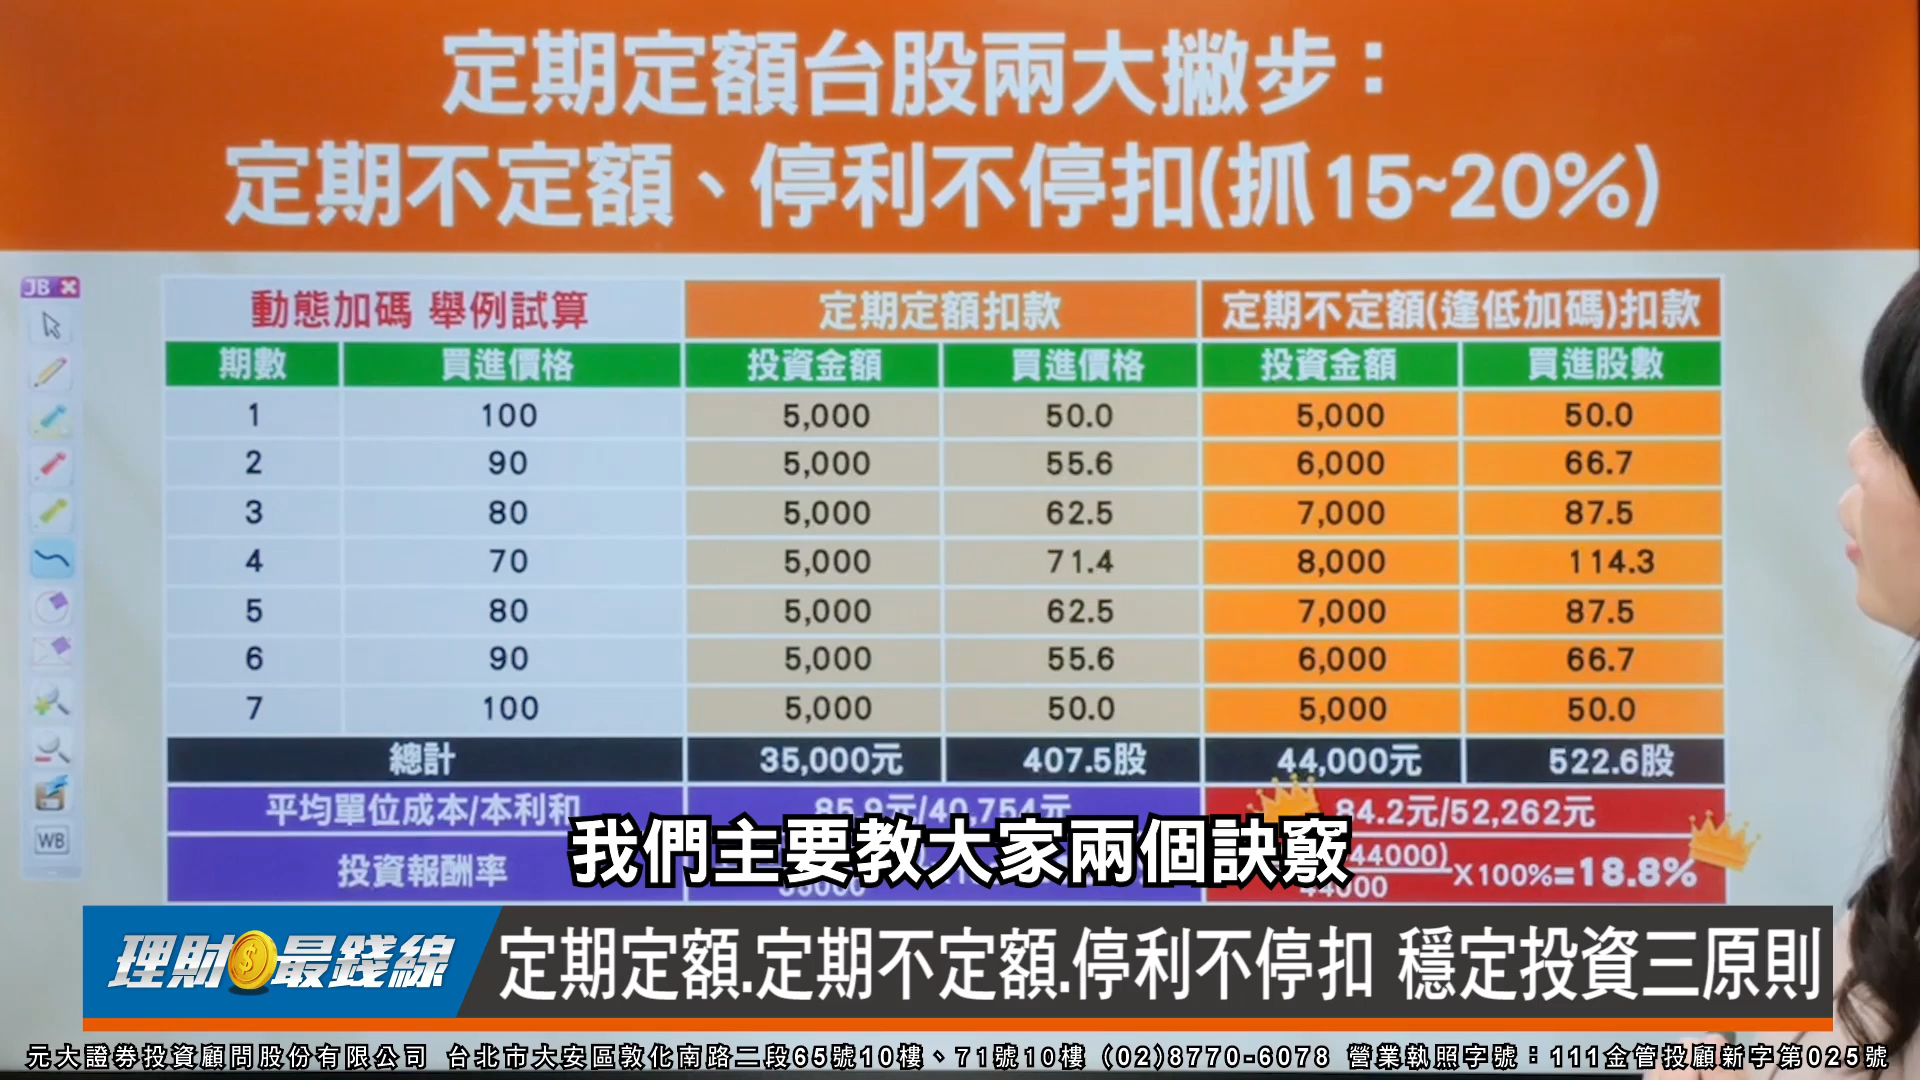 定期定額台股兩大撇步：
定期不定額、停利不停扣(抓15~20%)
JB
動態加碼 舉例試算 定期定額扣款 定期不定額(逢低加碼)扣款
期數 買進價格 投資金額 買進價格 投資金額 買進股數
1 100 5,000 50.0 5,000 50.0
2 90 5,000 55.6 6,000 66.7
3 80 5,000 62.5 7,000 87.5
4 70 5,000 71.4 8,000 114.3
5 80 5,000 62.5 7,000 87.5
6 90 5,000 55.6 6,000 66.7
7 100 5,000 50.0 5,000 50.0
總計 35,000元 407.5股 44,000元 522.6股
平均單位成本/本利和 85.9元/40,754元 84.2元/52,262元
WB
投資報酬率 44000) 44000 X100%=18.8%
我們主要教大家兩個訣竅
理財最錢線 定期定額.定期不定額.停利不停扣 穩定投資三原則
元大證券投資顧問股份有限公司 台北市大安區敦化南路二段65號10樓、71號10樓 (02)8770-6078 營業執照字號：111金管投顧新字第025號